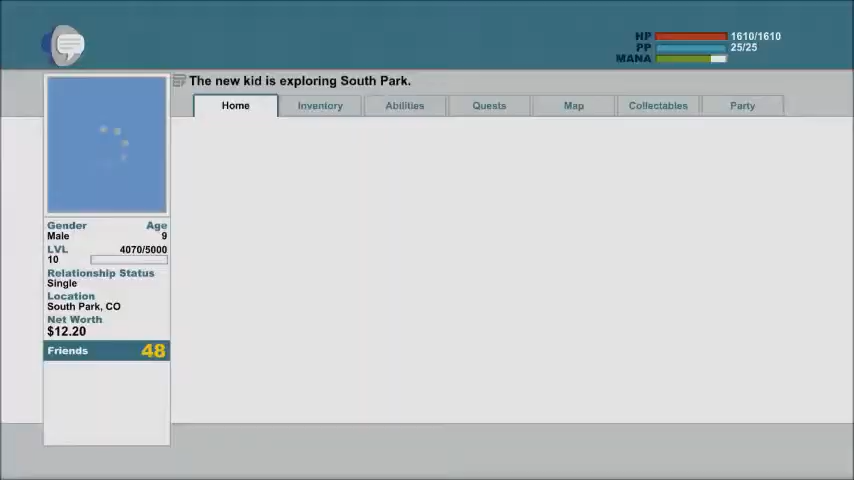 HP 1610/1610
PP 25/25
MANA
The new kid is exploring South Park.
Home Inventory Abilities Quests Map Collectables Party
Gender Age
Male 9
LVL 4070/5000
10
Relationship Status
Single
Location
South Park, CO
Net Worth
$12.20
Friends 48